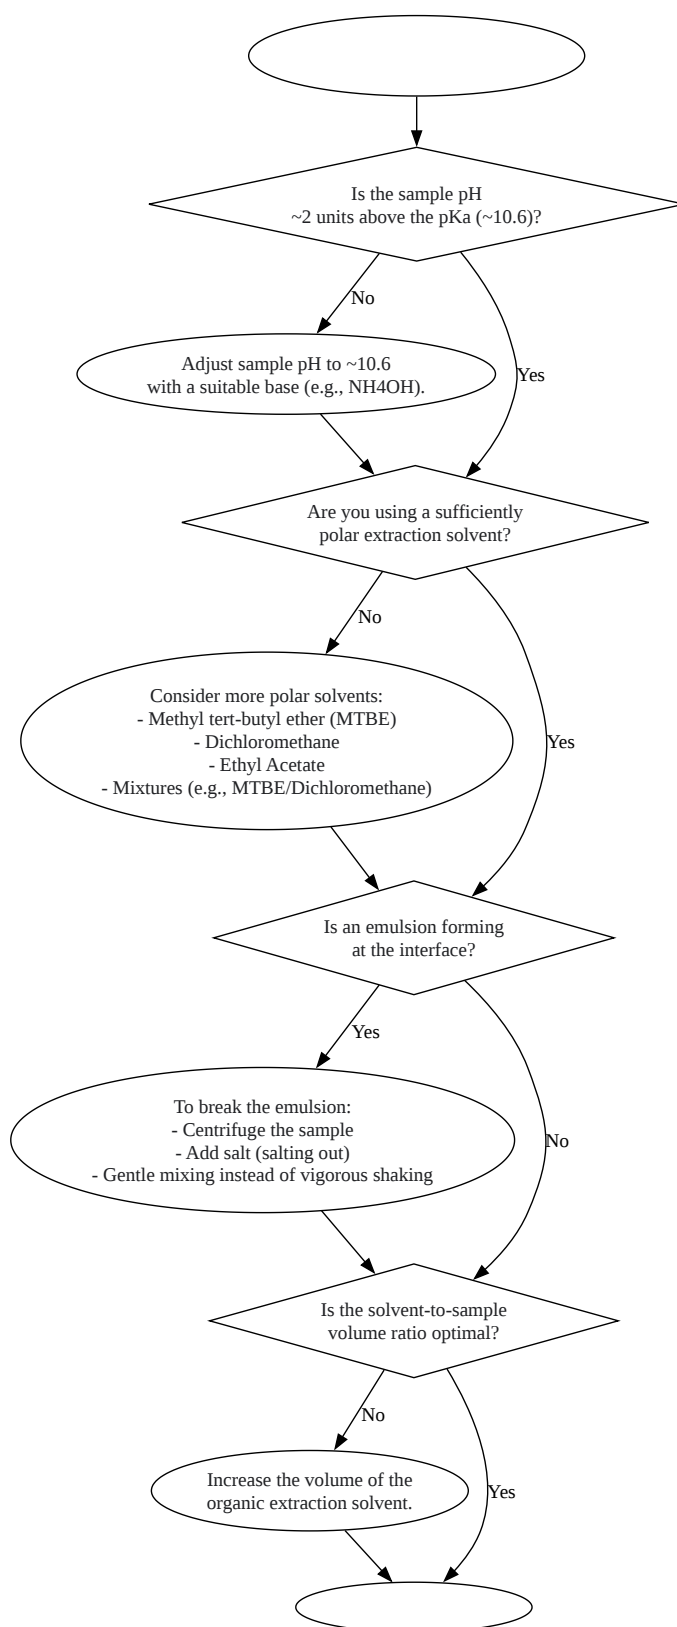 Is the sample pH
~2 units above the pKa (~10.6)?
No
Adjust sample pH to ~10.6
with a suitable base (e.g., NH4OH).
Yes
Are you using a sufficiently
polar extraction solvent?
No
Consider more polar solvents:
- Methyl tert-butyl ether (MTBE)
- Dichloromethane
- Ethyl Acetate
- Mixtures (e.g., MTBE/Dichloromethane)
Yes
Is an emulsion forming
at the interface?
Yes
To break the emulsion:
- Centrifuge the sample
- Add salt (salting out)
- Gentle mixing instead of vigorous shaking
No
Is the solvent-to-sample
volume ratio optimal?
No
Increase the volume of the
organic extraction solvent.
Yes